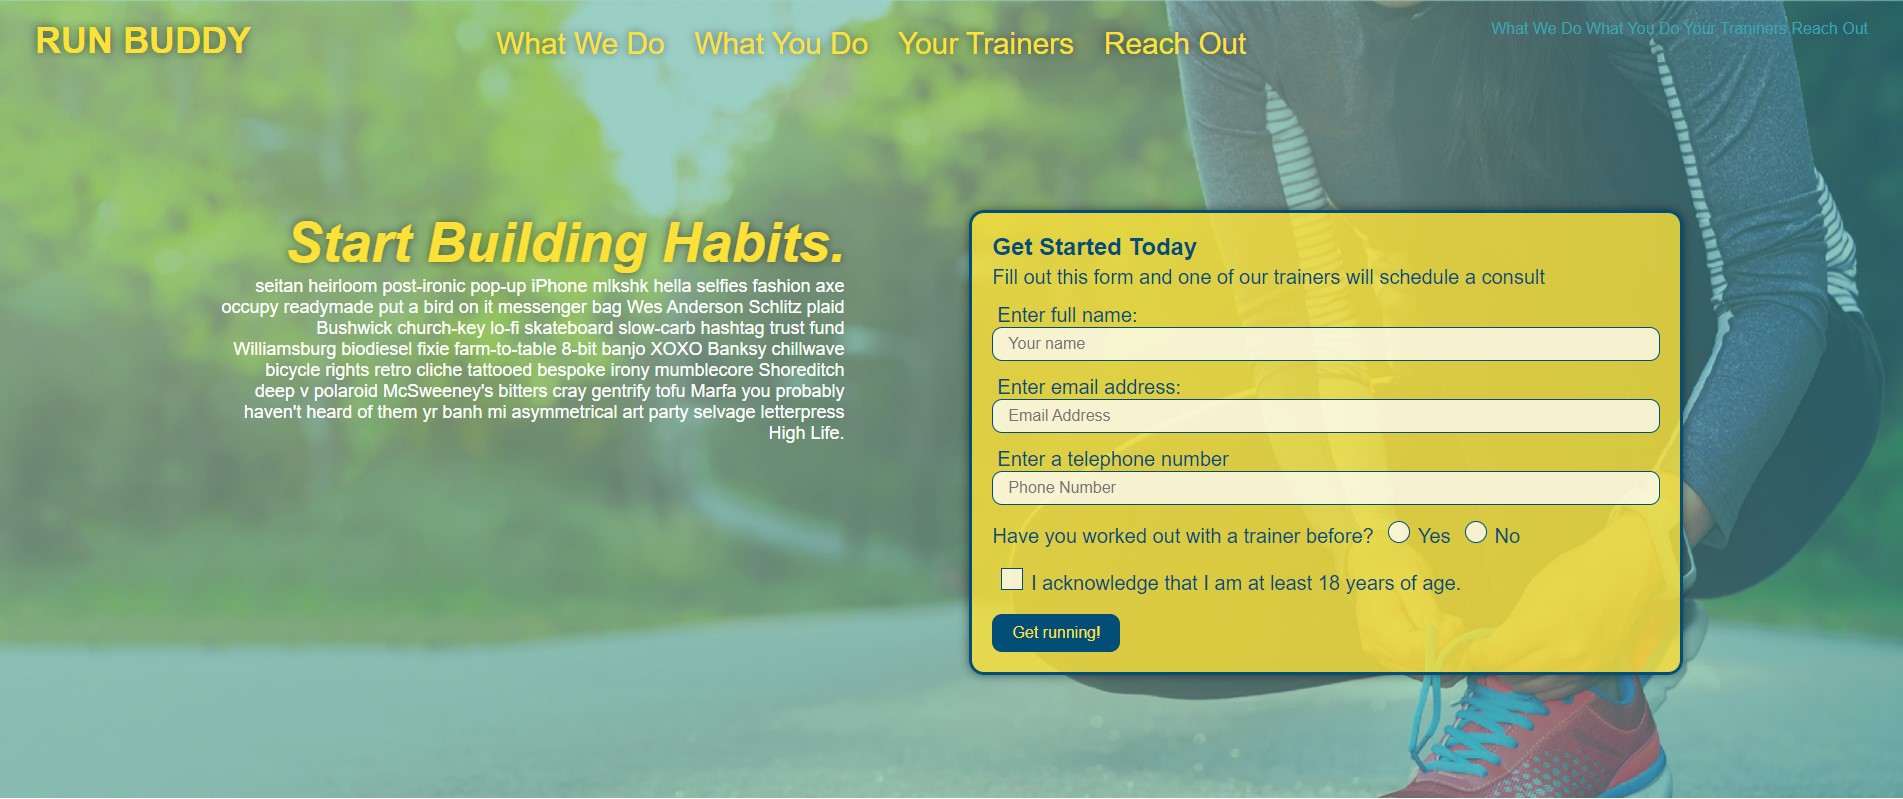 RUN BUDDY
What We Do What You Do Your Trainers Reach Out
What We Do What You Do Your Traniners Reach Out
Start Building Habits.
seitan heirloom post-ironic pop-up iPhone mlkshk hella selfies fashion axe
occupy readymade put a bird on it messenger bag Wes Anderson Schlitz plaid
Bushwick church-key lo-fi skateboard slow-carb hashtag trust fund
Williamsburg biodiesel fixie farm-to-table 8-bit banjo XOXO Banksy chillwave
bicycle rights retro cliche tattooed bespoke irony mumblecore Shoreditch
deep v polaroid McSweeney's bitters cray gentrify tofu Marfa you probably
haven't heard of them yr banh mi asymmetrical art party selvage letterpress
High Life.
Get Started Today
Fill out this form and one of our trainers will schedule a consult
Enter full name:
Your name
Enter email address:
Email Address
Enter a telephone number
Phone Number
Have you worked out with a trainer before? Yes No
I acknowledge that I am at least 18 years of age.
Get running!